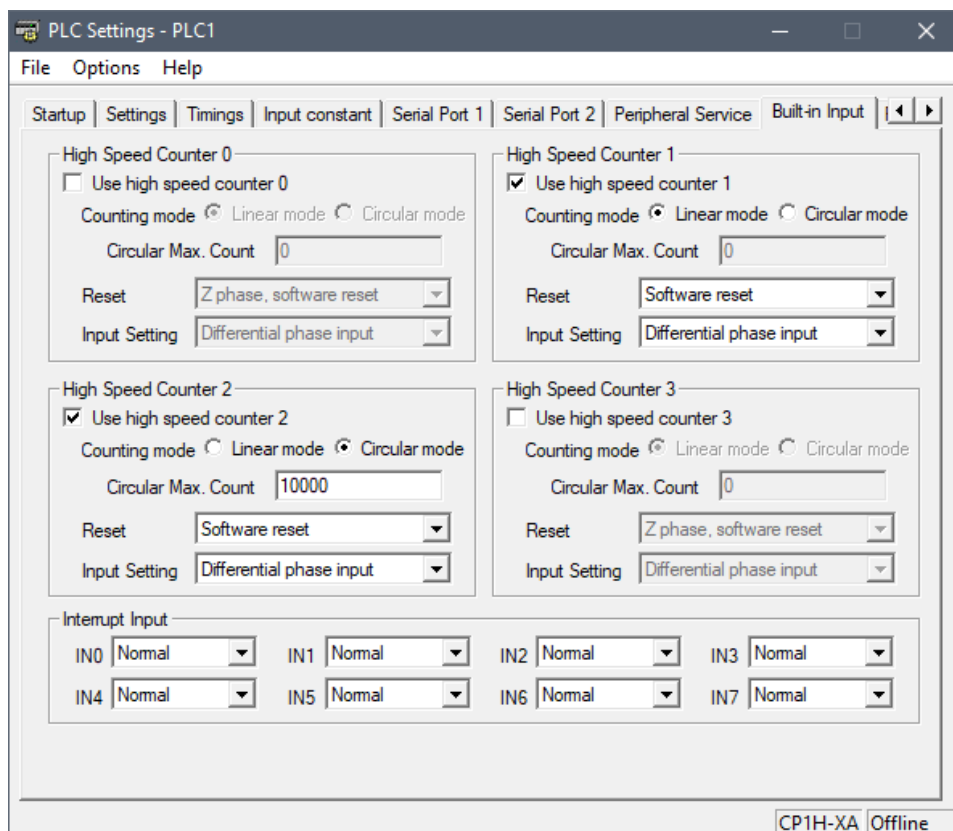 PLC Settings - PLC1
File Options Help
Startup Settings Timings Input constant Serial Port 1 Serial Port 2 Peripheral Service Built-in Input
High Speed Counter 0
Use high speed counter 0
Counting mode Linear mode Circular mode
Circular Max. Count 0
Reset Z phase, software reset
Input Setting Differential phase input
High Speed Counter 1
Use high speed counter 1
Counting mode Linear mode Circular mode
Circular Max. Count 0
Reset Software reset
Input Setting Differential phase input
High Speed Counter 2
Use high speed counter 2
Counting mode Linear mode Circular mode
Circular Max. Count 10000
Reset Software reset
Input Setting Differential phase input
High Speed Counter 3
Use high speed counter 3
Counting mode Linear mode Circular mode
Circular Max. Count 0
Reset Z phase, software reset
Input Setting Differential phase input
Interrupt Input
IN0 Normal IN1 Normal IN2 Normal IN3 Normal
IN4 Normal IN5 Normal IN6 Normal IN7 Normal
CP1H-XA Offline